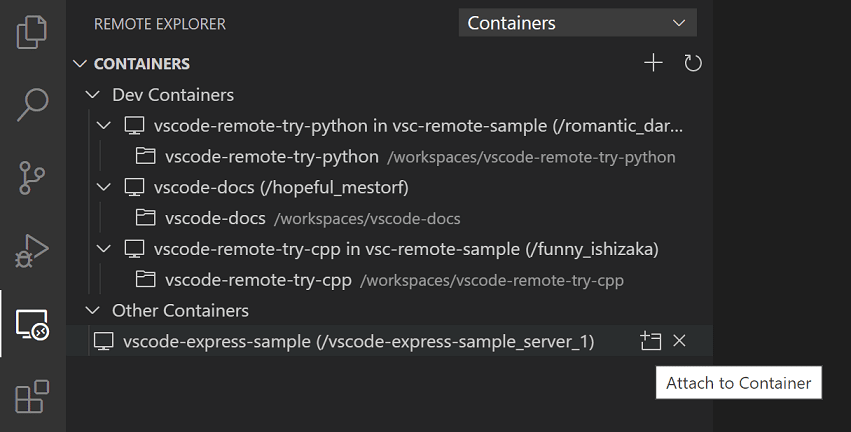 REMOTE EXPLORER Containers
CONTAINERS
Dev Containers
vscode-remote-try-python in vsc-remote-sample (/romantic_dar...
vscode-remote-try-python /workspaces/vscode-remote-try-python
vscode-docs (/hopeful_mestorf)
vscode-docs /workspaces/vscode-docs
vscode-remote-try-cpp in vsc-remote-sample (/funny_ishizaka)
vscode-remote-try-cpp /workspaces/vscode-remote-try-cpp
Other Containers
vscode-express-sample (/vscode-express-sample_server_1)
Attach to Container